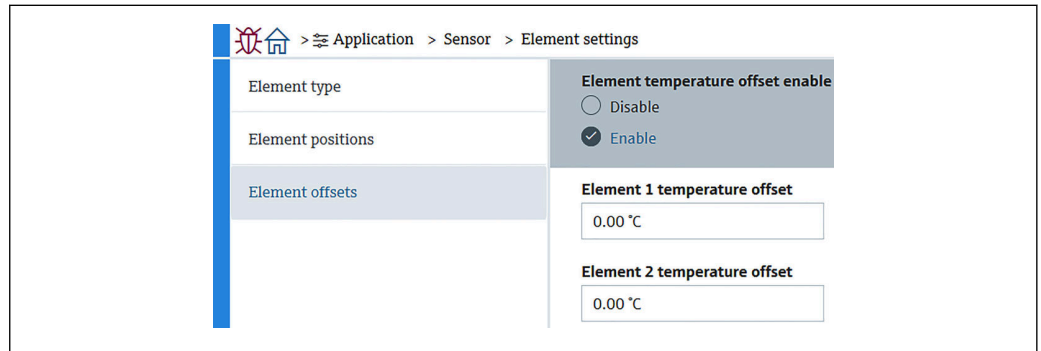 > Application > Sensor > Element settings
Element type
Element positions
Element offsets
Element temperature offset enable
Disable
Enable
Element 1 temperature offset
0.00 °C
Element 2 temperature offset
0.00 °C